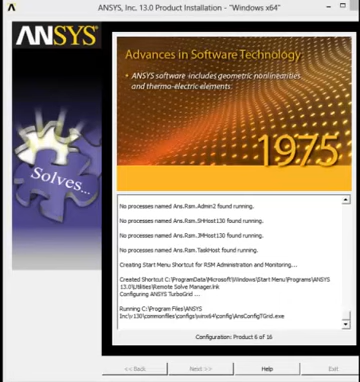 ANSYS, Inc. 13.0 Product Installation - "Windows x64"
ANSYS®
Advances in Software Technology:
• ANSYS software includes geometric nonlinearities
and thermo-electric elements.
1975
Solves...
No processes named Ans.Ram.Admin2 found running.
No processes named Ans.Ram.SHHost130 found running.
No processes named Ans.Ram.JMHost130 found running.
No processes named Ans.Ram.TaskHost found running.
Creating Start Menu Shortcut for RSM Administration and Monitoring...
Created Shortcut C:\ProgramData\Microsoft\Windows\Start Menu\Programs\ANSYS
13.0\Utilities\Remote Solve Manager.lnk
Configuring ANSYS TurboGrid ...
Running C:\Program Files\ANSYS
Inc\v130\commonfiles\configs\winx64\config\AnsConfigTGrid.exe
Configuration: Product 6 of 16
<< Back
Next >>
Help
Exit